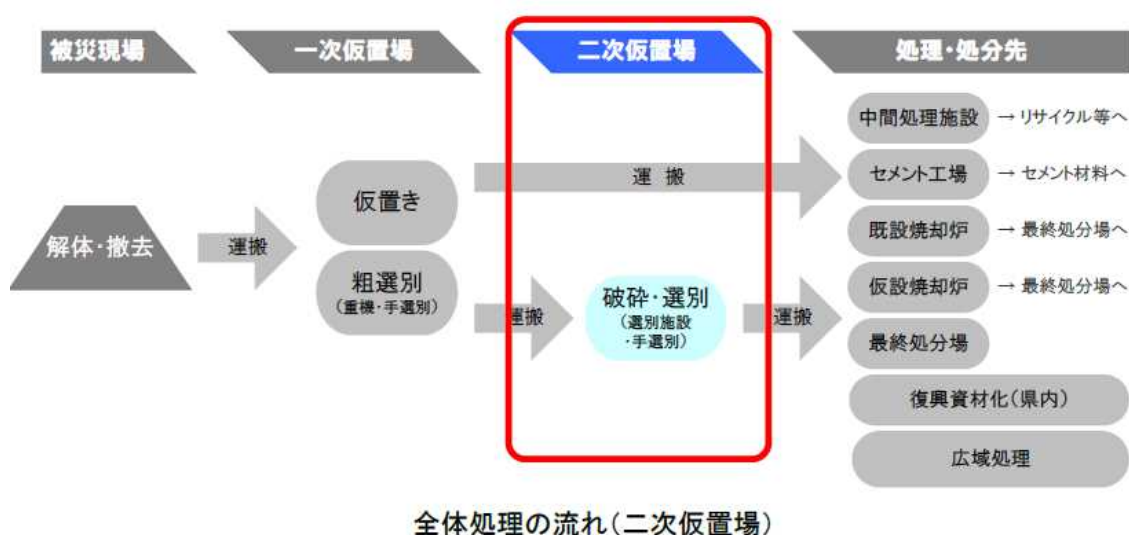 被災現場
一次仮置場
二次仮置場
処理・処分先
解体・撤去
運搬
仮置き
粗選別
(重機・手選別)
運 搬
運搬
破砕・選別
(選別施設
・手選別)
運搬
中間処理施設 → リサイクル等へ
セメント工場 → セメント材料へ
既設焼却炉 → 最終処分場へ
仮設焼却炉 → 最終処分場へ
最終処分場
復興資材化(県内)
広域処理
全体処理の流れ(二次仮置場)